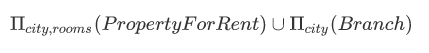 Π_{city,rooms}(PropertyForRent) ∪ Π_{city}(Branch)